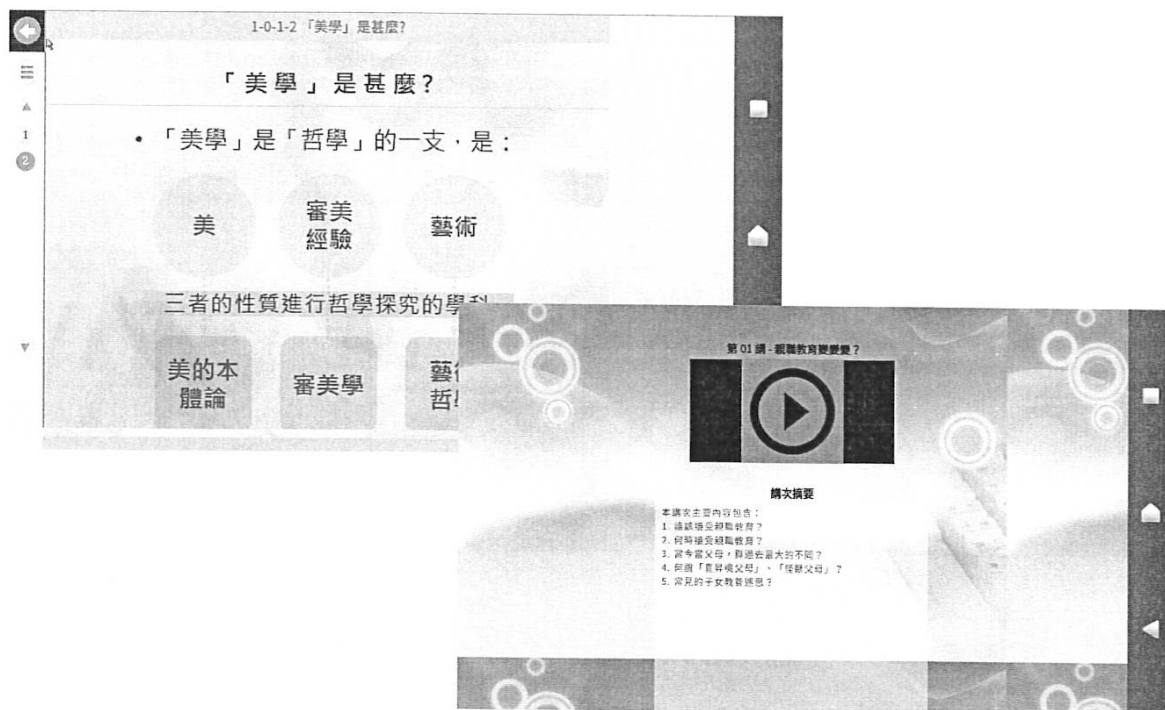 1-0-1-2「美學」是甚麼?
「美學」是甚麼?
1
2
•「美學」是「哲學」的一支,是:
美
審美
經驗
藝術
三者的性質進行哲學探究的學科
美的本
體論
審美學
第 01 講 - 親職教育變變變?
講次摘要
本講次主要內容包含:
1. 誰該接受親職教育?
2. 何時接受親職教育?
3. 當今當父母,與過去最大的不同?
4. 何謂「直昇機父母」、「怪獸父母」?
5. 常見的子女教養迷思?